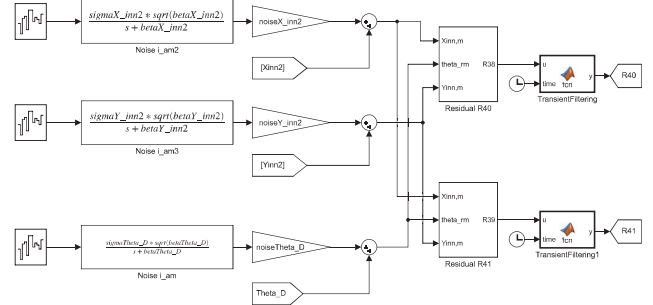 sigmaX_inn2*sqrt(betaX_inn2)
s+betaX_inn2
Noise i_am2
noiseX_inn2
[Xinn2]
Xinn,m
theta_rm
Yinn,m
R38
Residual R40
u
time
fcn
y
TransientFiltering
R40
sigmaY_inn2*sqrt(betaY_inn2)
s+betaY_inn2
Noise i_am3
noiseY_inn2
[Yinn2]
Xinn,m
theta_rm
Yinn,m
R39
Residual R41
u
time
fcn
y
TransientFiltering1
R41
sigmaTheta_D*sqrt(betaTheta_D)
s+betaTheta_D
Noise i_am
noiseTheta_D
Theta_D